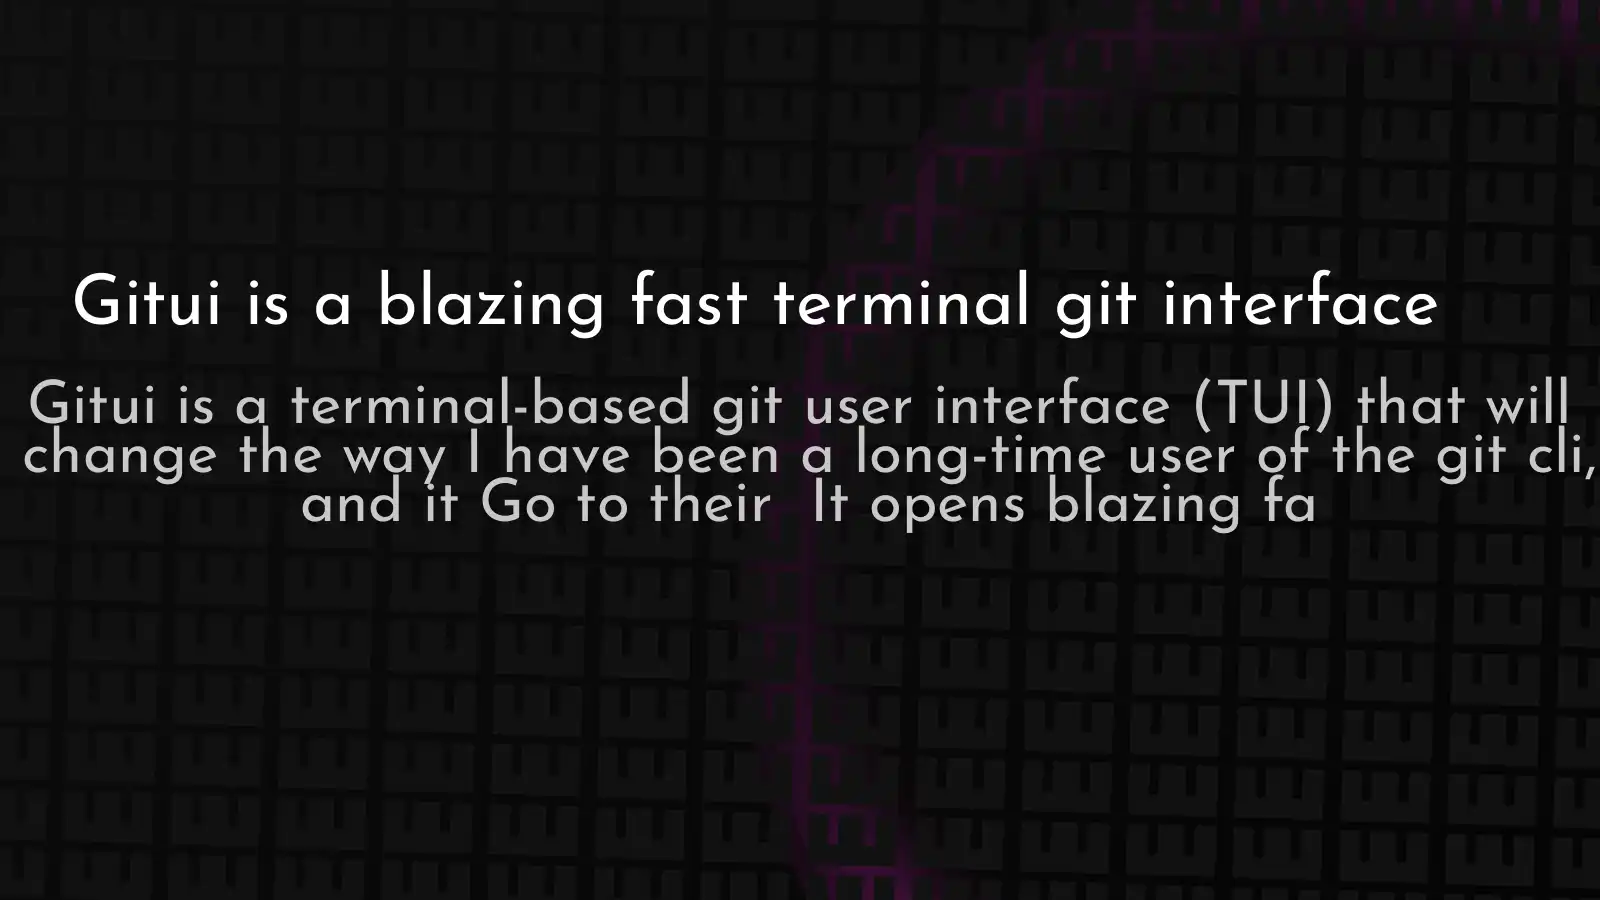 Gitui is a blazing fast terminal git interface
Gitui is a terminal-based git user interface (TUI) that will
change the way I have been a long-time user of the git cli,
and it Go to their  It opens blazing fa